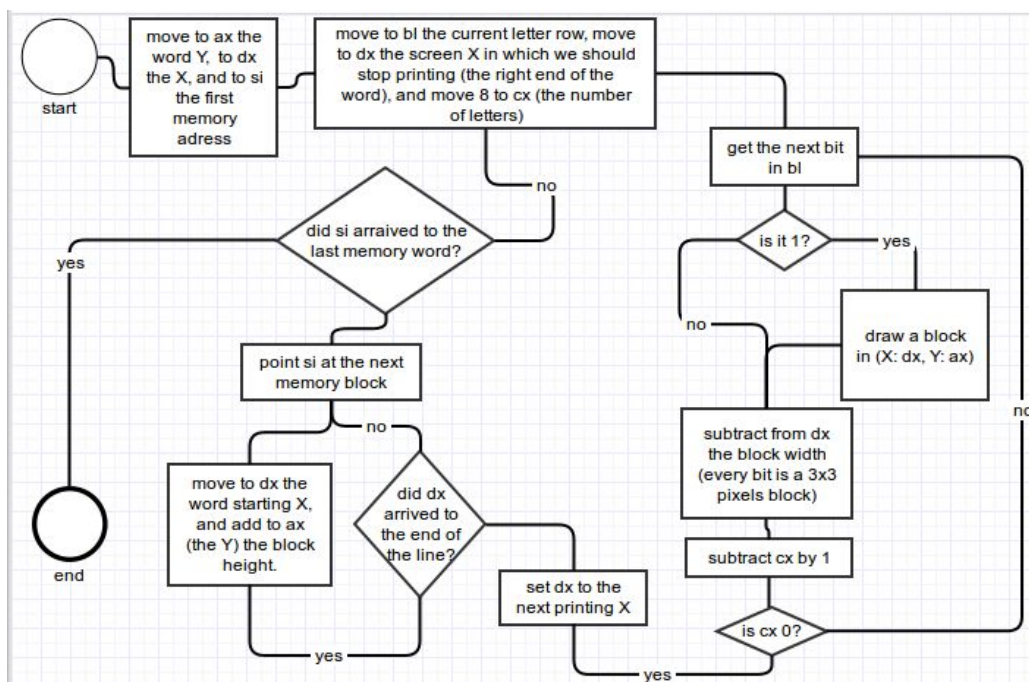 start
move to ax the
word Y, to dx
the X, and to si
the first
memory
adress
move to bl the current letter row, move
to dx the screen X in which we should
stop printing (the right end of the
word), and move 8 to cx (the number
of letters)
no
get the next bit
in bl
did si arraived to the
last memory word?
yes
is it 1?
yes
no
draw a block
in (X: dx, Y: ax)
point si at the next
memory block
no
no
subtract from dx
the block width
(every bit is a 3x3
pixels block)
move to dx the
word starting X,
and add to ax
(the Y) the block
height.
did dx
arrived to
the end of
the line?
end
subtract cx by 1
set dx to the
next printing X
is cx 0?
yes
yes